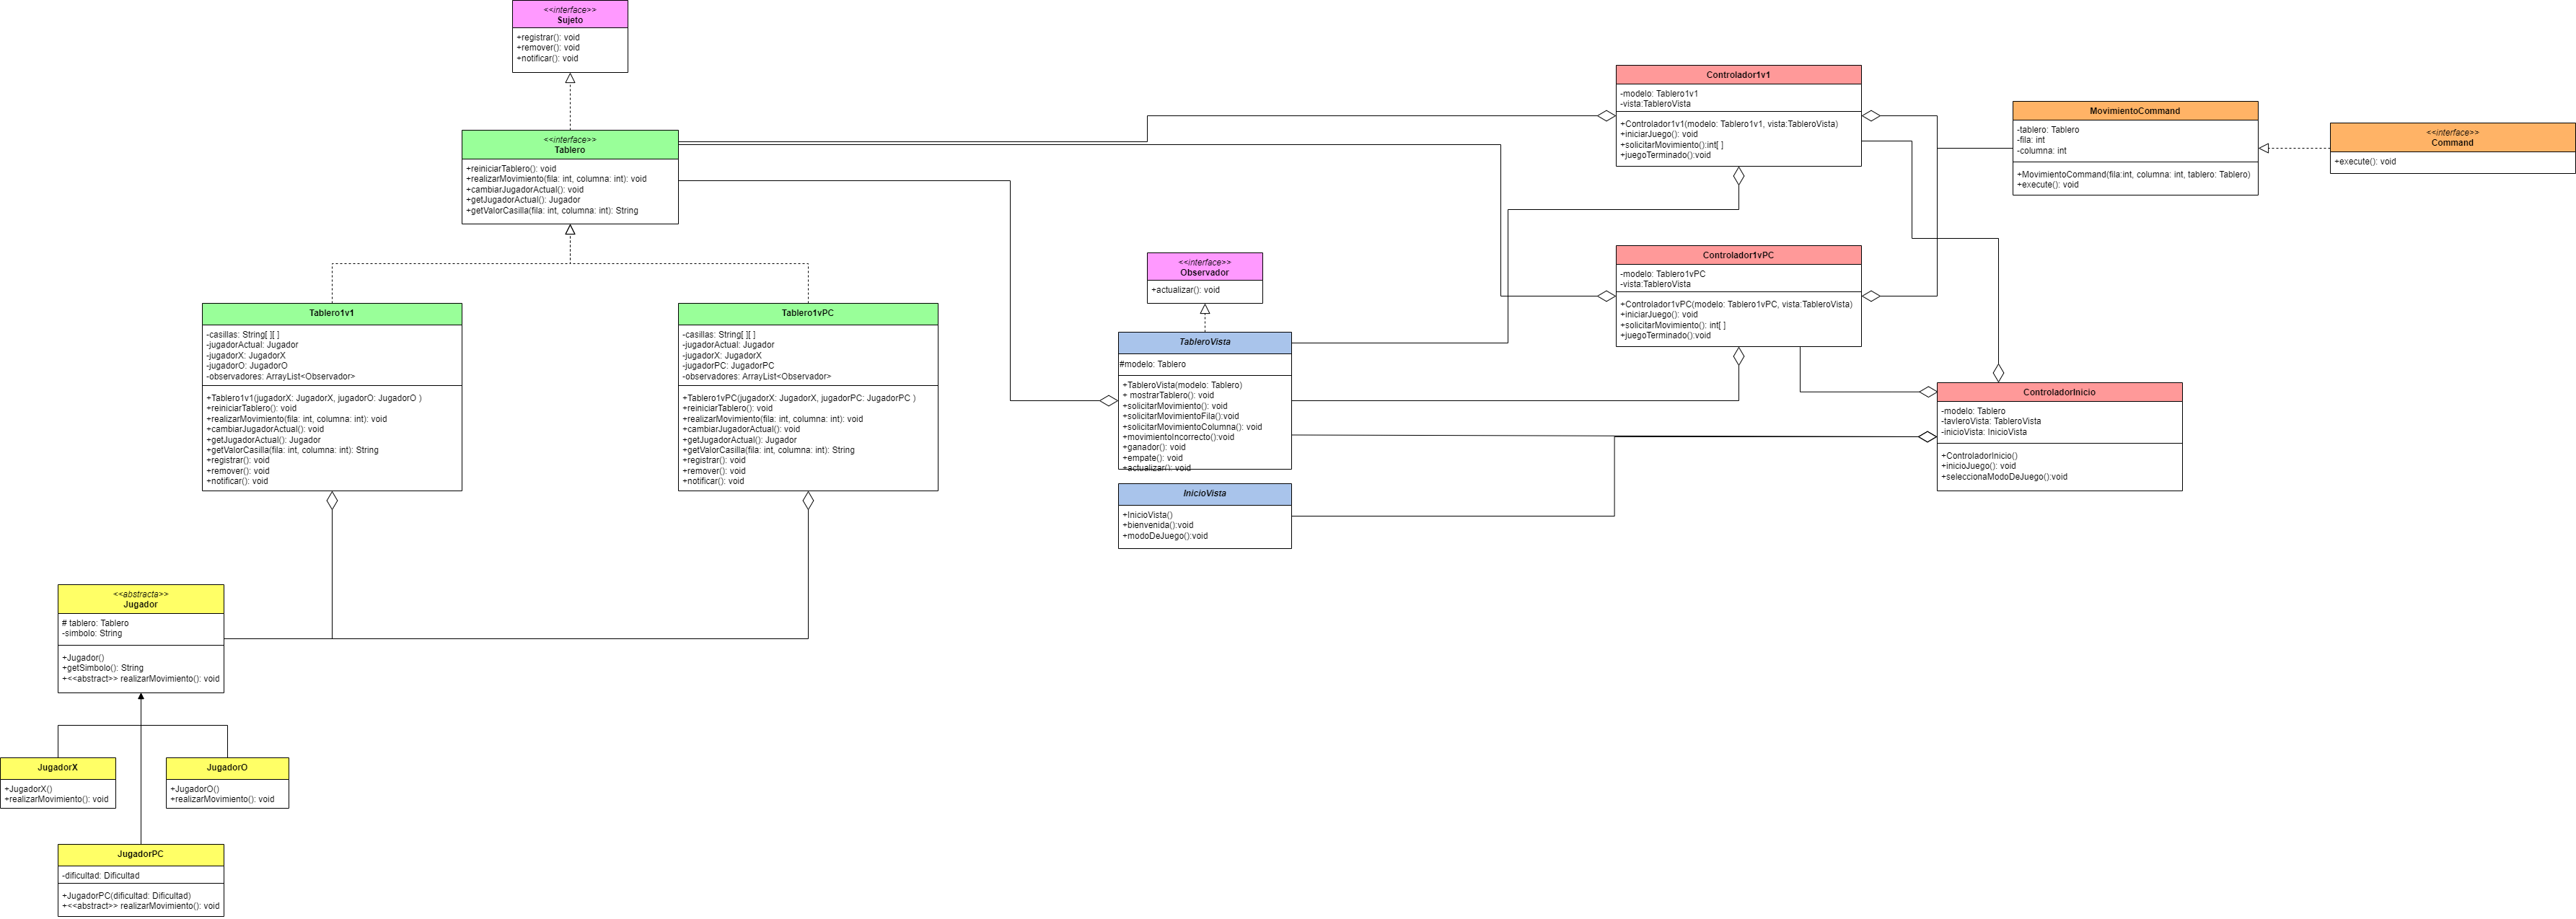 <<interface>>
Sujeto
+registrar(): void
+remover(): void
+notificar(): void
<<interface>>
Tablero
+reiniciarTablero(): void
+realizarMovimiento(fila: int, columna: int): void
+cambiarJugadorActual(): void
+getJugadorActual(): Jugador
+getValorCasilla(fila: int, columna: int): String
Tablero1v1
-casillas: String[ ][ ]
-jugadorActual: Jugador
-jugadorX: JugadorX
-jugadorO: JugadorO
-observadores: ArrayList<Observador>
+Tablero1v1(jugadorX: JugadorX, jugadorO: JugadorO )
+reiniciarTablero(): void
+realizarMovimiento(fila: int, columna: int): void
+cambiarJugadorActual(): void
+getJugadorActual(): Jugador
+getValorCasilla(fila: int, columna: int): String
+registrar(): void
+remover(): void
+notificar(): void
Tablero1vPC
-casillas: String[ ][ ]
-jugadorActual: Jugador
-jugadorX: JugadorX
-jugadorPC: JugadorPC
-observadores: ArrayList<Observador>
+Tablero1vPC(jugadorX: JugadorX, jugadorPC: JugadorPC )
+reiniciarTablero(): void
+realizarMovimiento(fila: int, columna: int): void
+cambiarJugadorActual(): void
+getJugadorActual(): Jugador
+getValorCasilla(fila: int, columna: int): String
+registrar(): void
+remover(): void
+notificar(): void
<<abstracta>>
Jugador
# tablero: Tablero
-simbolo: String
+Jugador()
+getSimbolo(): String
+<<abstract>> realizarMovimiento(): void
JugadorX
+JugadorX()
+realizarMovimiento(): void
JugadorO
+JugadorO()
+realizarMovimiento(): void
JugadorPC
-dificultad: Dificultad
+JugadorPC(dificultad: Dificultad)
+<<abstract>> realizarMovimiento(): void
<<interface>>
Observador
+actualizar(): void
TableroVista
#modelo: Tablero
+TableroVista(modelo: Tablero)
+ mostrarTablero(): void
+solicitarMovimiento(): void
+solicitarMovimientoFila():void
+solicitarMovimientoColumna(): void
+movimientoIncorrecto():void
+ganador(): void
+empate(): void
+actualizar(): void
InicioVista
+InicioVista()
+bienvenida():void
+modoDeJuego():void
Controlador1v1
-modelo: Tablero1v1
-vista:TableroVista
+Controlador1v1(modelo: Tablero1v1, vista:TableroVista)
+iniciarJuego(): void
+solicitarMovimiento():int[ ]
+juegoTerminado():void
Controlador1vPC
-modelo: Tablero1vPC
-vista:TableroVista
+Controlador1vPC(modelo: Tablero1vPC, vista:TableroVista)
+iniciarJuego(): void
+solicitarMovimiento(): int[ ]
+juegoTerminado():void
ControladorInicio
-modelo: Tablero
-tavleroVista: TableroVista
-inicioVista: InicioVista
+ControladorInicio()
+inicioJuego(): void
+seleccionaModoDeJuego():void
MovimientoCommand
-tablero: Tablero
-fila: int
-columna: int
+MovimientoCommand(fila:int, columna: int, tablero: Tablero)
+execute(): void
<<interface>>
Command
+execute(): void